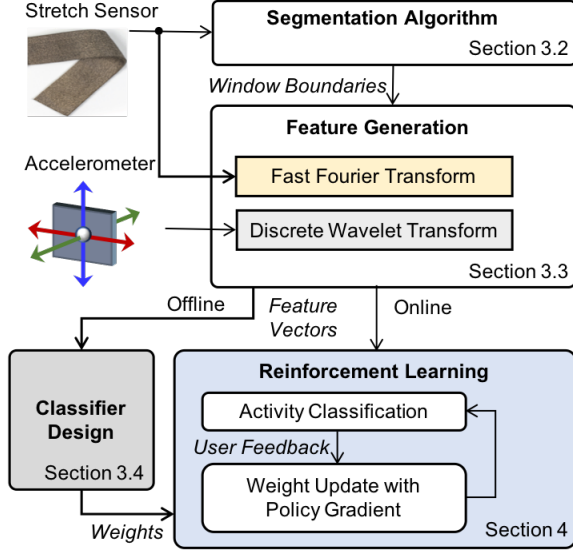 Stretch Sensor
Segmentation Algorithm
Section 3.2
Window Boundaries
Feature Generation
Accelerometer
Fast Fourier Transform
Discrete Wavelet Transform
Section 3.3
Offline
Feature
Vectors
Online
Classifier
Design
Section 3.4
Weights
Reinforcement Learning
Activity Classification
User Feedback
Weight Update with
Policy Gradient
Section 4